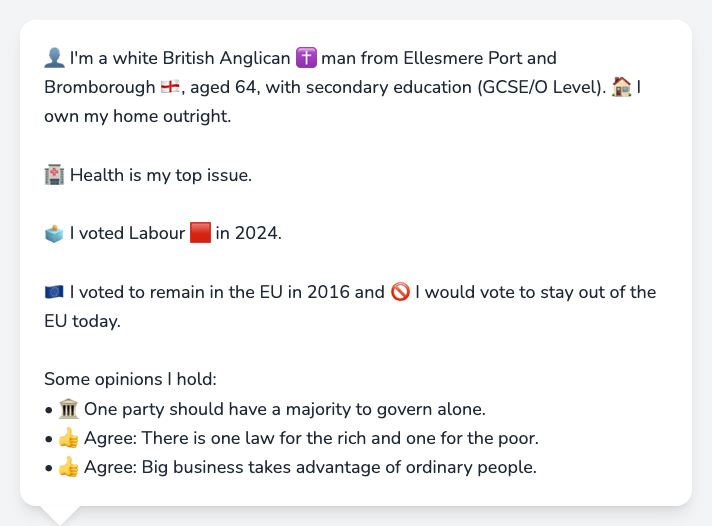 👤 I'm a white British Anglican ✝️ man from Ellesmere Port and
Bromborough 🏴󠁧󠁢󠁥󠁮󠁧󠁿, aged 64, with secondary education (GCSE/O Level). 🏠 I
own my home outright.
🏥 Health is my top issue.
🗳️ I voted Labour 🟥 in 2024.
🇪🇺 I voted to remain in the EU in 2016 and 🚫 I would vote to stay out of the
EU today.
Some opinions I hold:
• 🏛️ One party should have a majority to govern alone.
• 👍 Agree: There is one law for the rich and one for the poor.
• 👍 Agree: Big business takes advantage of ordinary people.